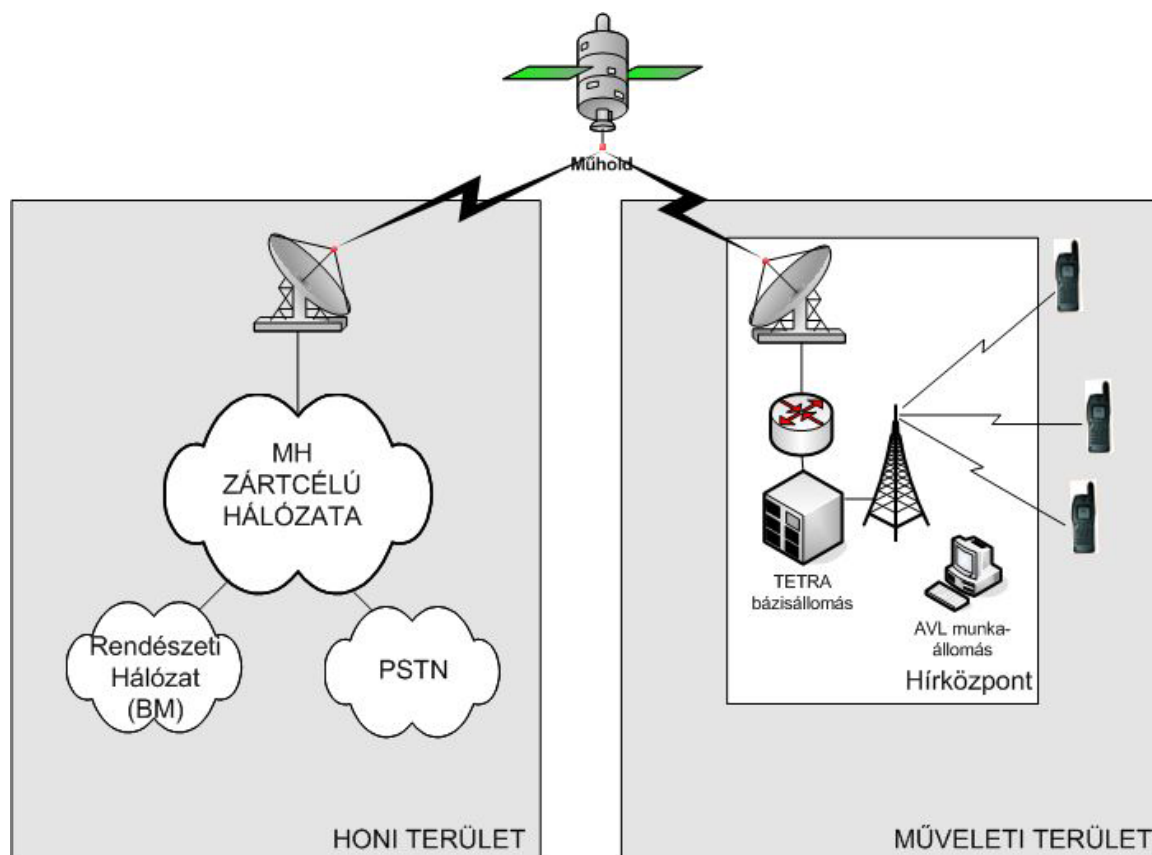 Műhold
MH
ZÁRTCÉLÚ
HÁLÓZATA
Rendészeti
Hálózat
(BM)
PSTN
HONI TERÜLET
TETRA
bázisállomás
AVL munka-
állomás
Hírközpont
MŰVELETI TERÜLET